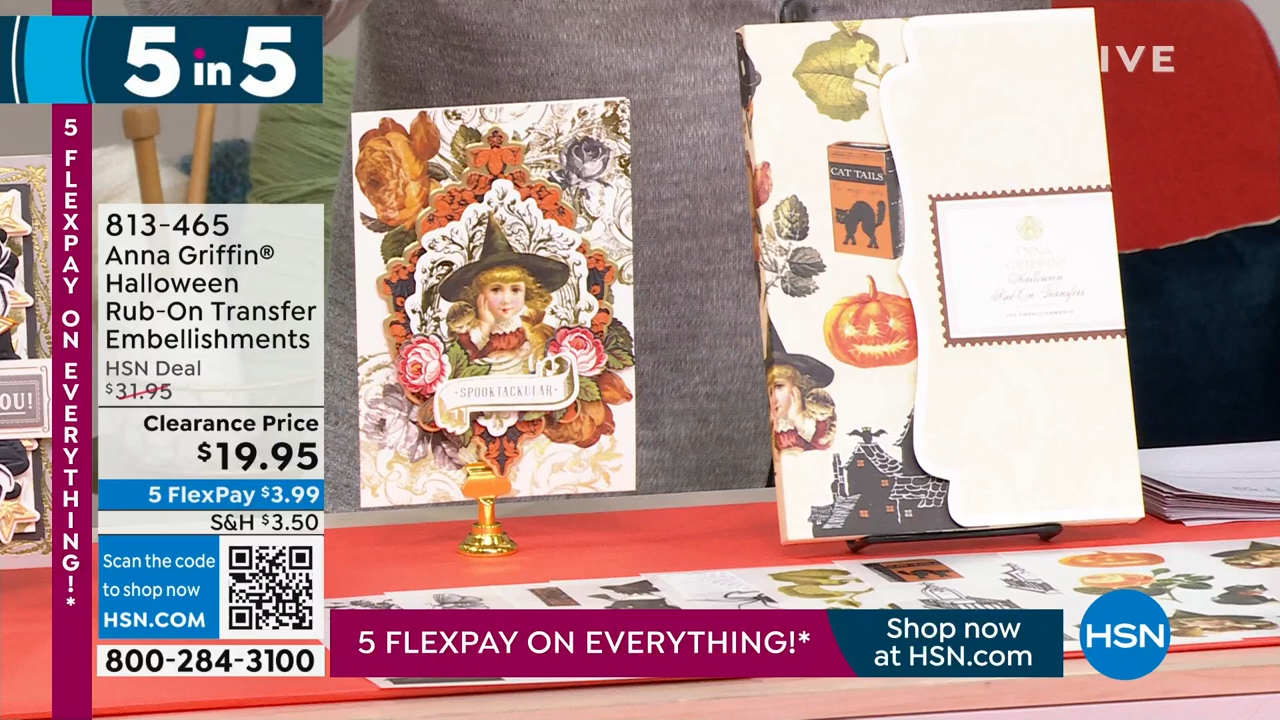 5 in 5
5 FLEXPAY ON EVERYTHING!*
813-465
Anna Griffin®
Halloween
Rub-On Transfer
Embellishments
HSN Deal
$31.95
Clearance Price
$19.95
5 FlexPay $3.99
S&H $3.50
Scan the code
to shop now
HSN.COM
800-284-3100
OU!
SPOOKTACKULAR
CAT TAILS
ANNA
GRIFFIN
Halloween
Rub-On Transfers
IVE
5 FLEXPAY ON EVERYTHING!*
Shop now
at HSN.com
HSN